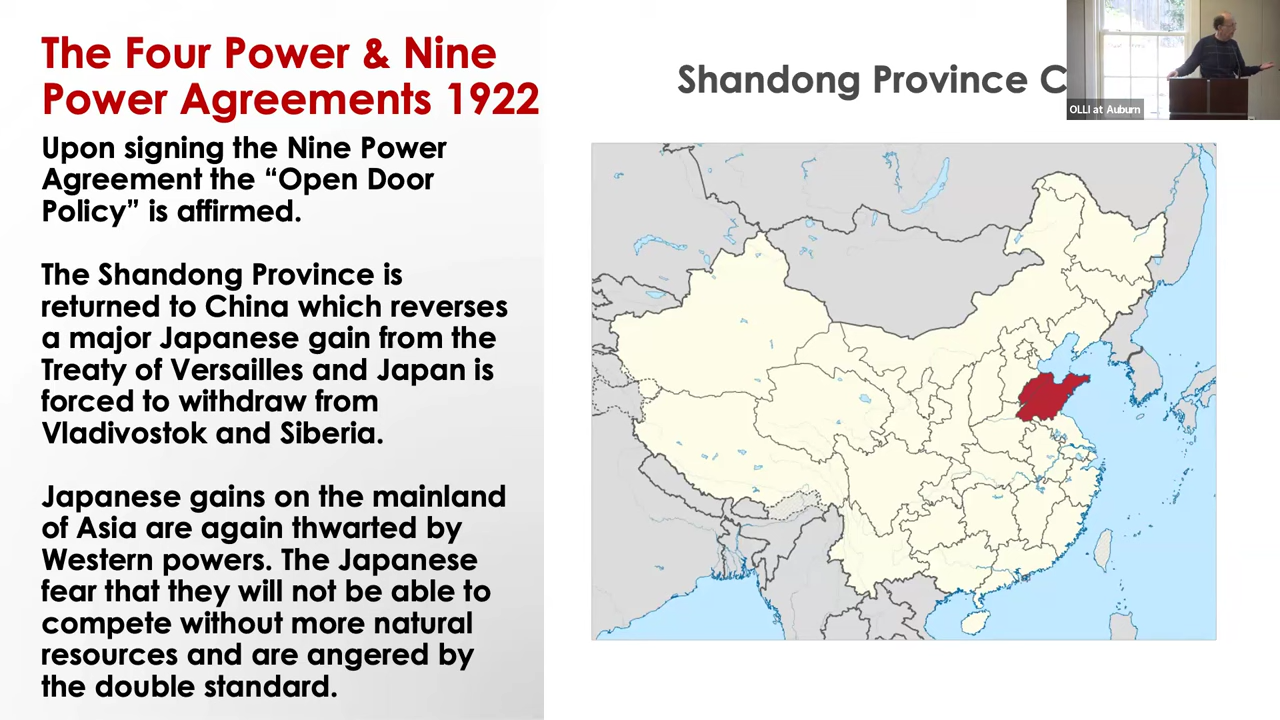 The Four Power & Nine
Power Agreements 1922
Upon signing the Nine Power
Agreement the “Open Door
Policy” is affirmed.
The Shandong Province is
returned to China which reverses
a major Japanese gain from the
Treaty of Versailles and Japan is
forced to withdraw from
Vladivostok and Siberia.
Japanese gains on the mainland
of Asia are again thwarted by
Western powers. The Japanese
fear that they will not be able to
compete without more natural
resources and are angered by
the double standard.
Shandong Province C
OLLI at Auburn